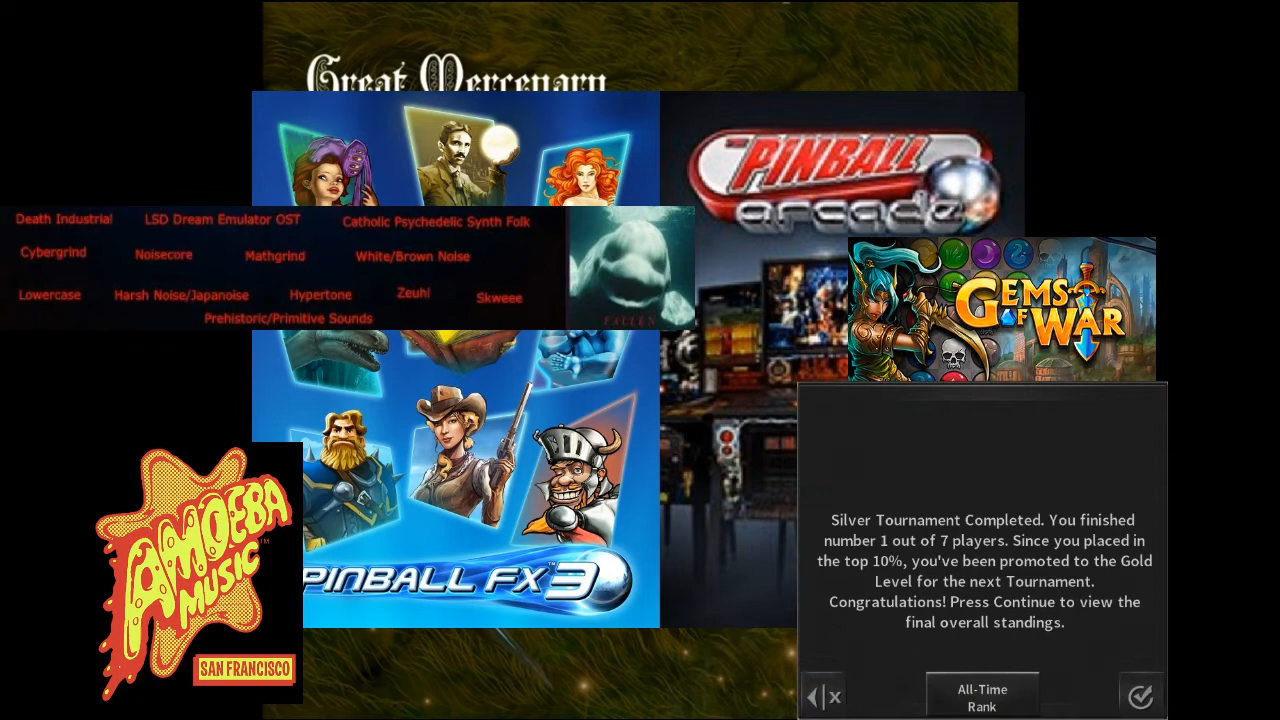 Great Mercenary
THE PINBALL
arcade
Death Industrial
LSD Dream Emulator OST
Catholic Psychedelic Synth Folk
Cybergrind
Noisecore
Mathgrind
White/Brown Noise
Lowercase
Harsh Noise/Japanoise
Hypertone
Zeuhl
Skweee
Prehistoric/Primitive Sounds
FALLEN
GEMS
OF WAR
AMOEBA
MUSIC™
SAN FRANCISCO
PINBALL FX™3
Silver Tournament Completed. You finished
number 1 out of 7 players. Since you placed in
the top 10%, you've been promoted to the Gold
Level for the next Tournament.
Congratulations! Press Continue to view the
final overall standings.
All-Time
Rank